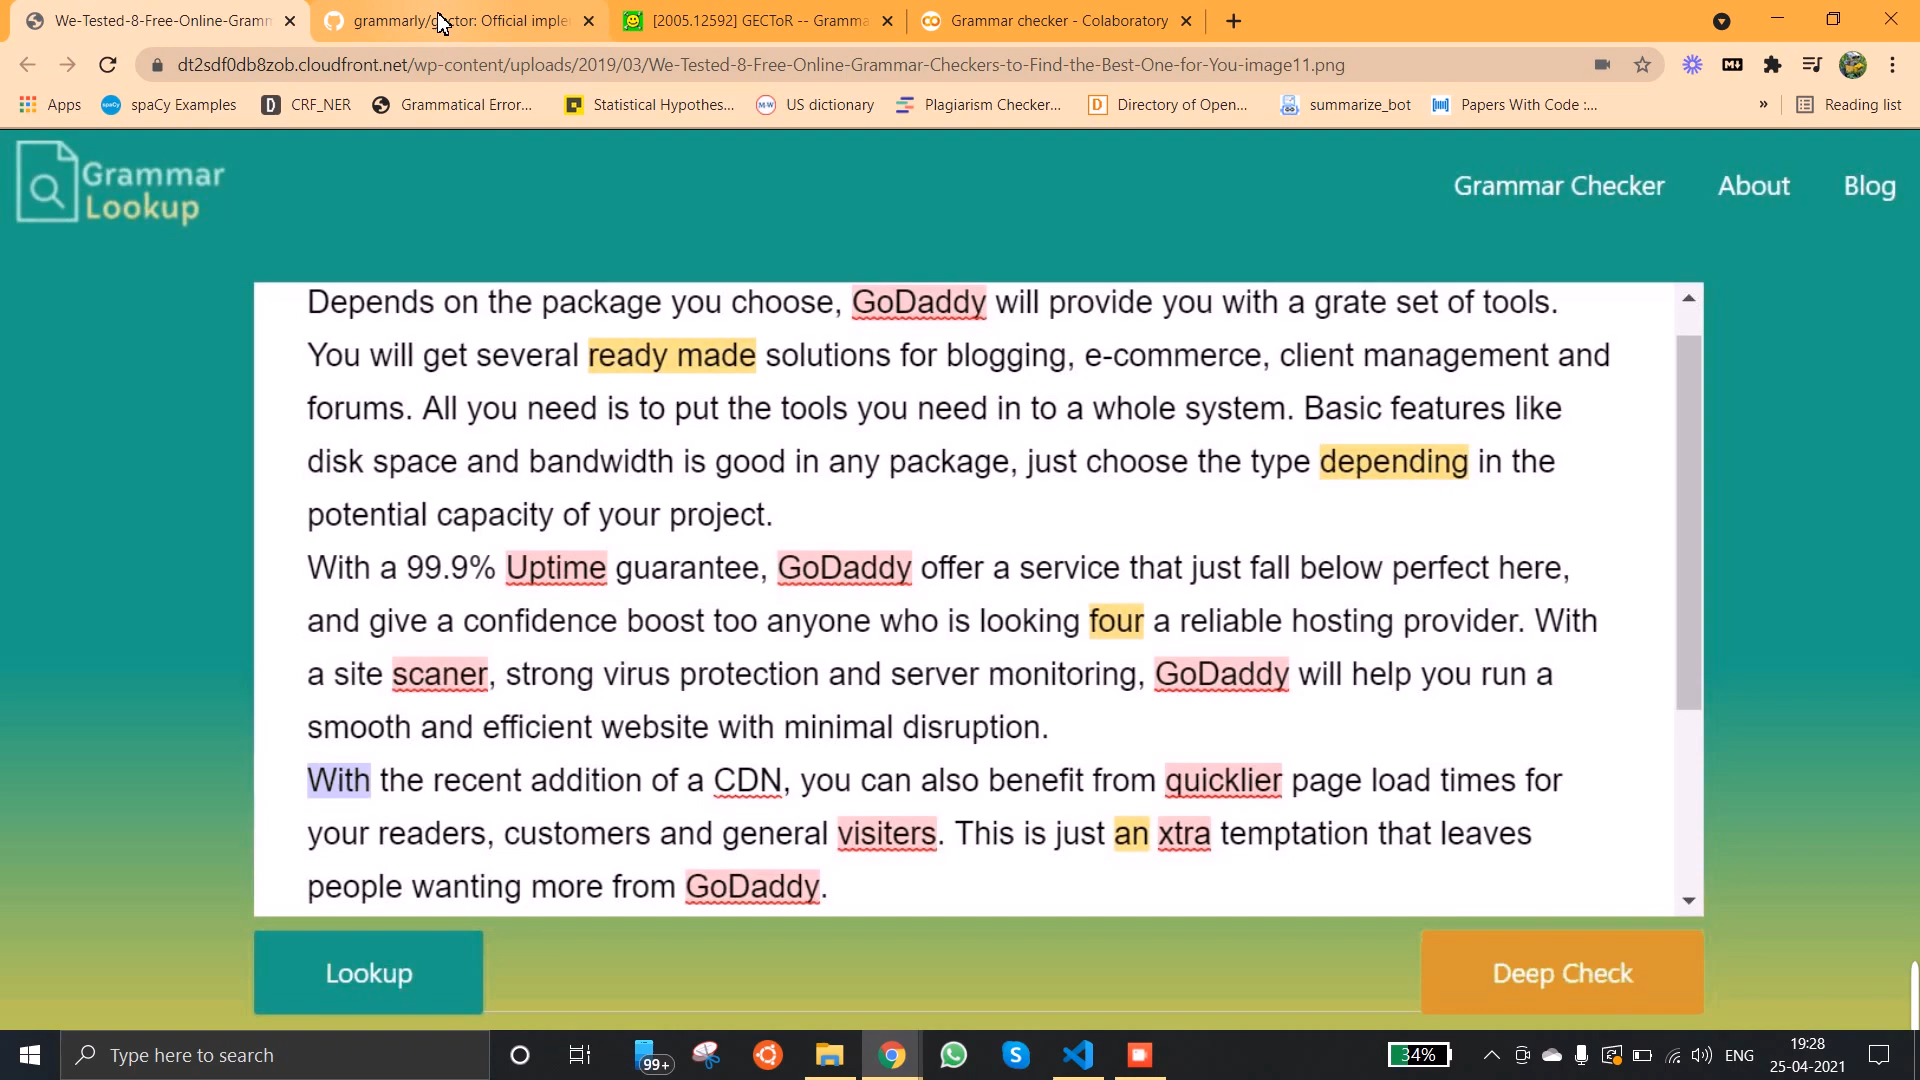 We-Tested-8-Free-Online-Gramm
grammarly/gector: Official imple
[2005.12592] GECToR -- Gramma
Grammar checker - Colaboratory
dt2sdf0db8zob.cloudfront.net/wp-content/uploads/2019/03/We-Tested-8-Free-Online-Grammar-Checkers-to-Find-the-Best-One-for-You-image11.png
Apps
spaCy Examples
CRF_NER
Grammatical Error...
Statistical Hypothes...
US dictionary
Plagiarism Checker...
Directory of Open...
summarize_bot
Papers With Code :...
»
Reading list
Grammar
Lookup
Grammar Checker
About
Blog
Depends on the package you choose, GoDaddy will provide you with a grate set of tools.
You will get several ready made solutions for blogging, e-commerce, client management and
forums. All you need is to put the tools you need in to a whole system. Basic features like
disk space and bandwidth is good in any package, just choose the type depending in the
potential capacity of your project.
With a 99.9% Uptime guarantee, GoDaddy offer a service that just fall below perfect here,
and give a confidence boost too anyone who is looking four a reliable hosting provider. With
a site scaner, strong virus protection and server monitoring, GoDaddy will help you run a
smooth and efficient website with minimal disruption.
With the recent addition of a CDN, you can also benefit from quicklier page load times for
your readers, customers and general visiters. This is just an xtra temptation that leaves
people wanting more from GoDaddy.
Lookup
Deep Check
Type here to search
99+
34%
ENG
19:28
25-04-2021